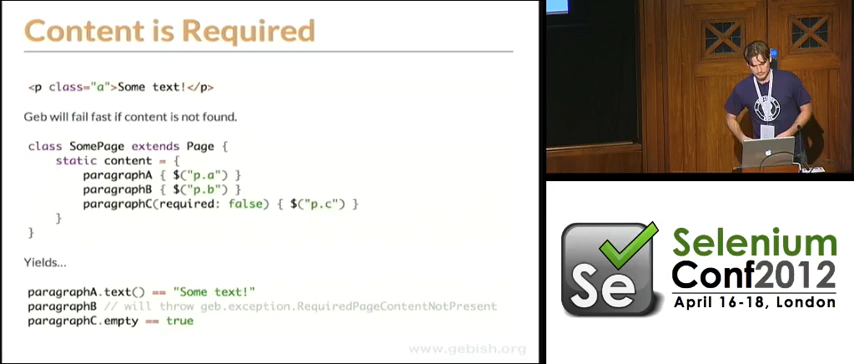 Content is Required
<p class="a">Some text!</p>
Geb will fail fast if content is not found.
class SomePage extends Page {
static content = {
paragraphA { $("p.a") }
paragraphB { $("p.b") }
paragraphC(required: false) { $("p.c") }
}
}
Yields...
paragraphA.text() == "Some text!"
paragraphB // will throw geb.exception.RequiredPageContentNotPresent
paragraphC.empty == true
www.gebish.org
Se
Selenium
Conf2012
April 16-18, London